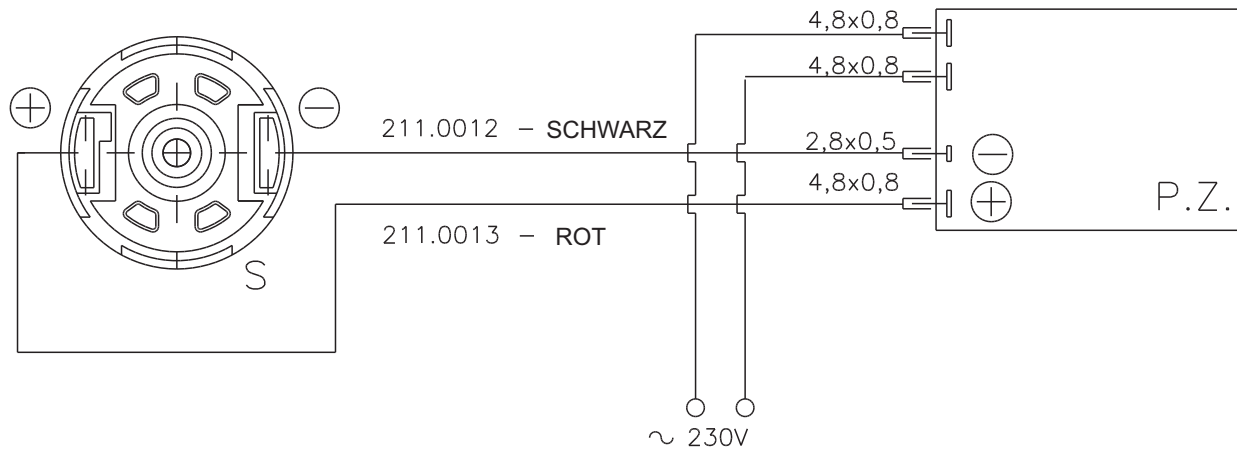 4,8x0,8
4,8x0,8
+
−
211.0012 – SCHWARZ
2,8x0,5
−
4,8x0,8
+
P.Z.
211.0013 – ROT
S
~ 230V